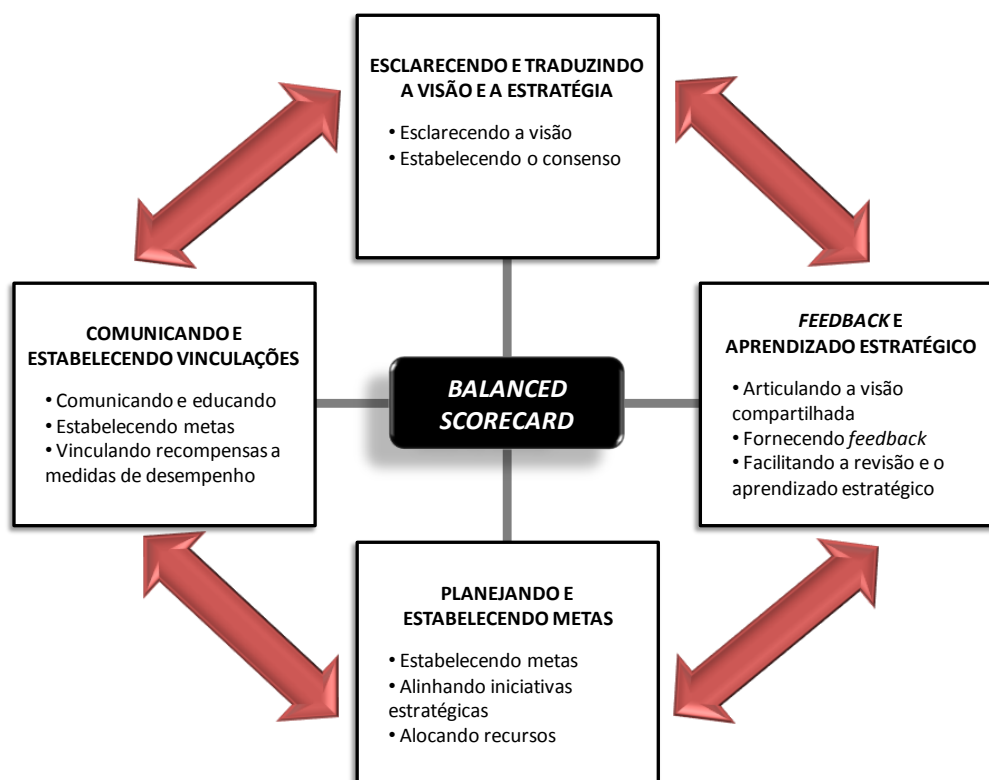 ESCLARECENDO E TRADUZINDO
A VISÃO E A ESTRATÉGIA
• Esclarecendo a visão
• Estabelecendo o consenso
COMUNICANDO E
ESTABELECENDO VINCULAÇÕES
• Comunicando e educando
• Estabelecendo metas
• Vinculando recompensas a
medidas de desempenho
BALANCED
SCORECARD
FEEDBACK E
APRENDIZADO ESTRATÉGICO
• Articulando a visão
compartilhada
• Fornecendo feedback
• Facilitando a revisão e o
aprendizado estratégico
PLANEJANDO E
ESTABELECENDO METAS
• Estabelecendo metas
• Alinhando iniciativas
estratégicas
• Alocando recursos